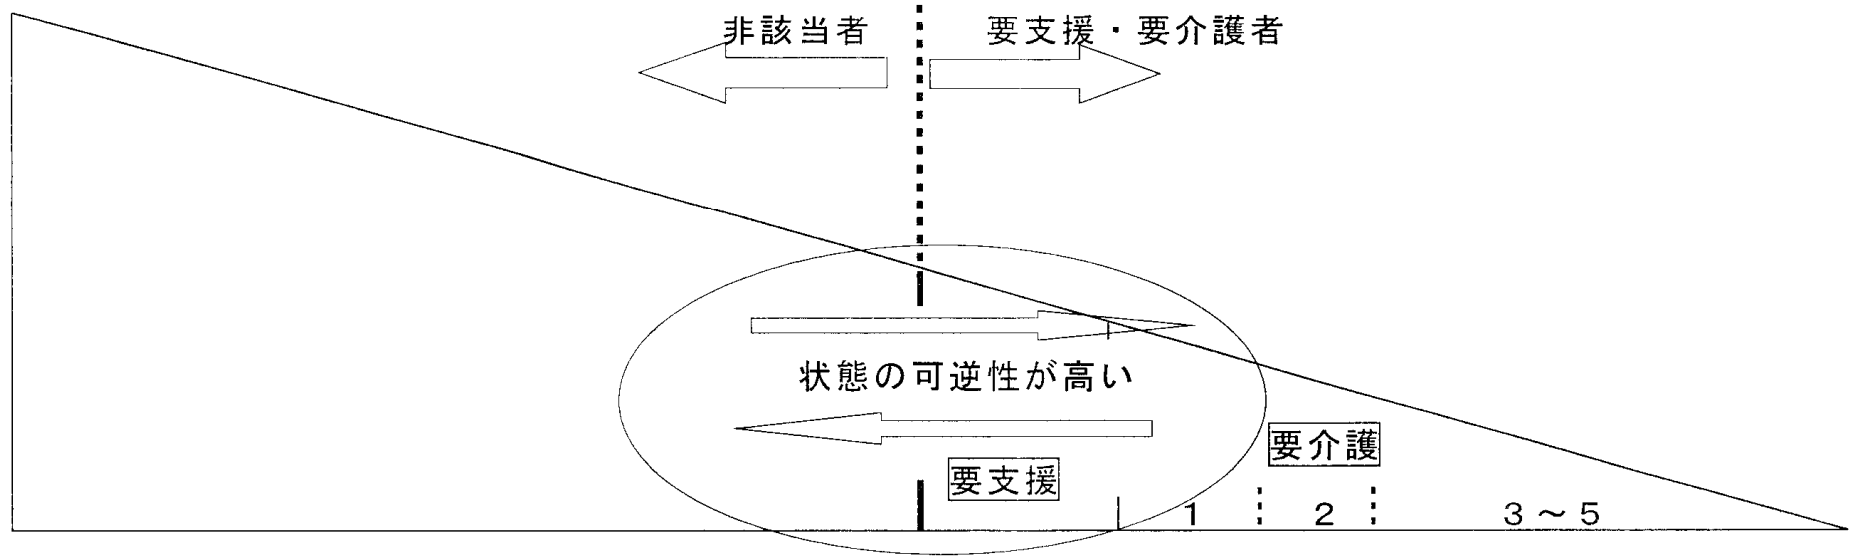 非該当者
要支援・要介護者
状態の可逆性が高い
要介護
要支援
1
2
3～5